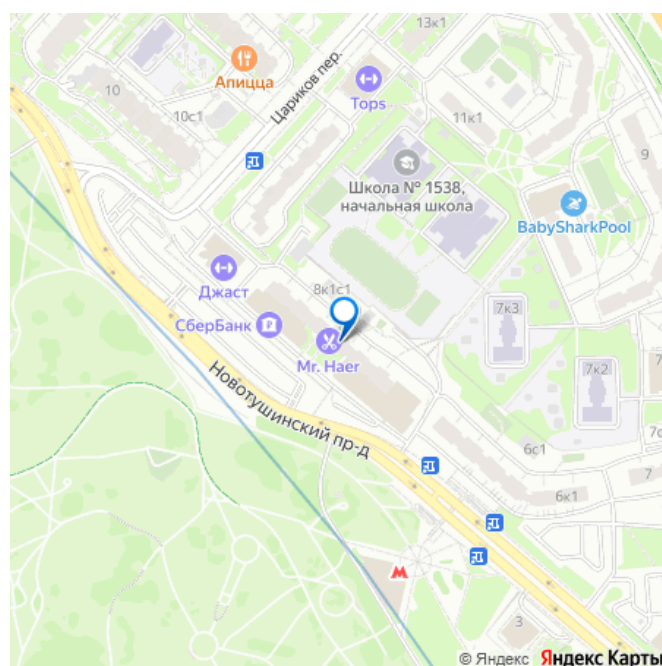 13к1
Апицца
10
10с1
Цариков пер.
Tops
11к1
9
Школа № 1538,
начальная школа
BabySharkPool
8к1с1
Джаст
СберБанк
Mr. Haer
7к3
7к2
Новотушинский пр-д
6с1
7с
7
6к1
3
© Яндекс Яндекс Карты